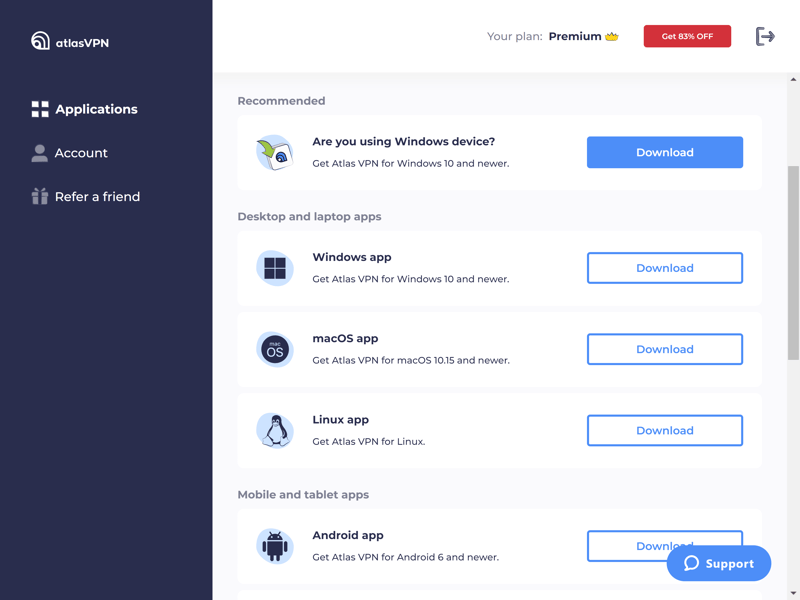 atlasVPN
Your plan: Premium
Get 83% OFF
Applications
Account
Refer a friend
Recommended
Are you using Windows device?
Get Atlas VPN for Windows 10 and newer.
Download
Desktop and laptop apps
Windows app
Get Atlas VPN for Windows 10 and newer.
Download
mac
OS
macOS app
Get Atlas VPN for macOS 10.15 and newer.
Download
Linux app
Get Atlas VPN for Linux.
Download
Mobile and tablet apps
Android app
Get Atlas VPN for Android 6 and newer.
Download
Support